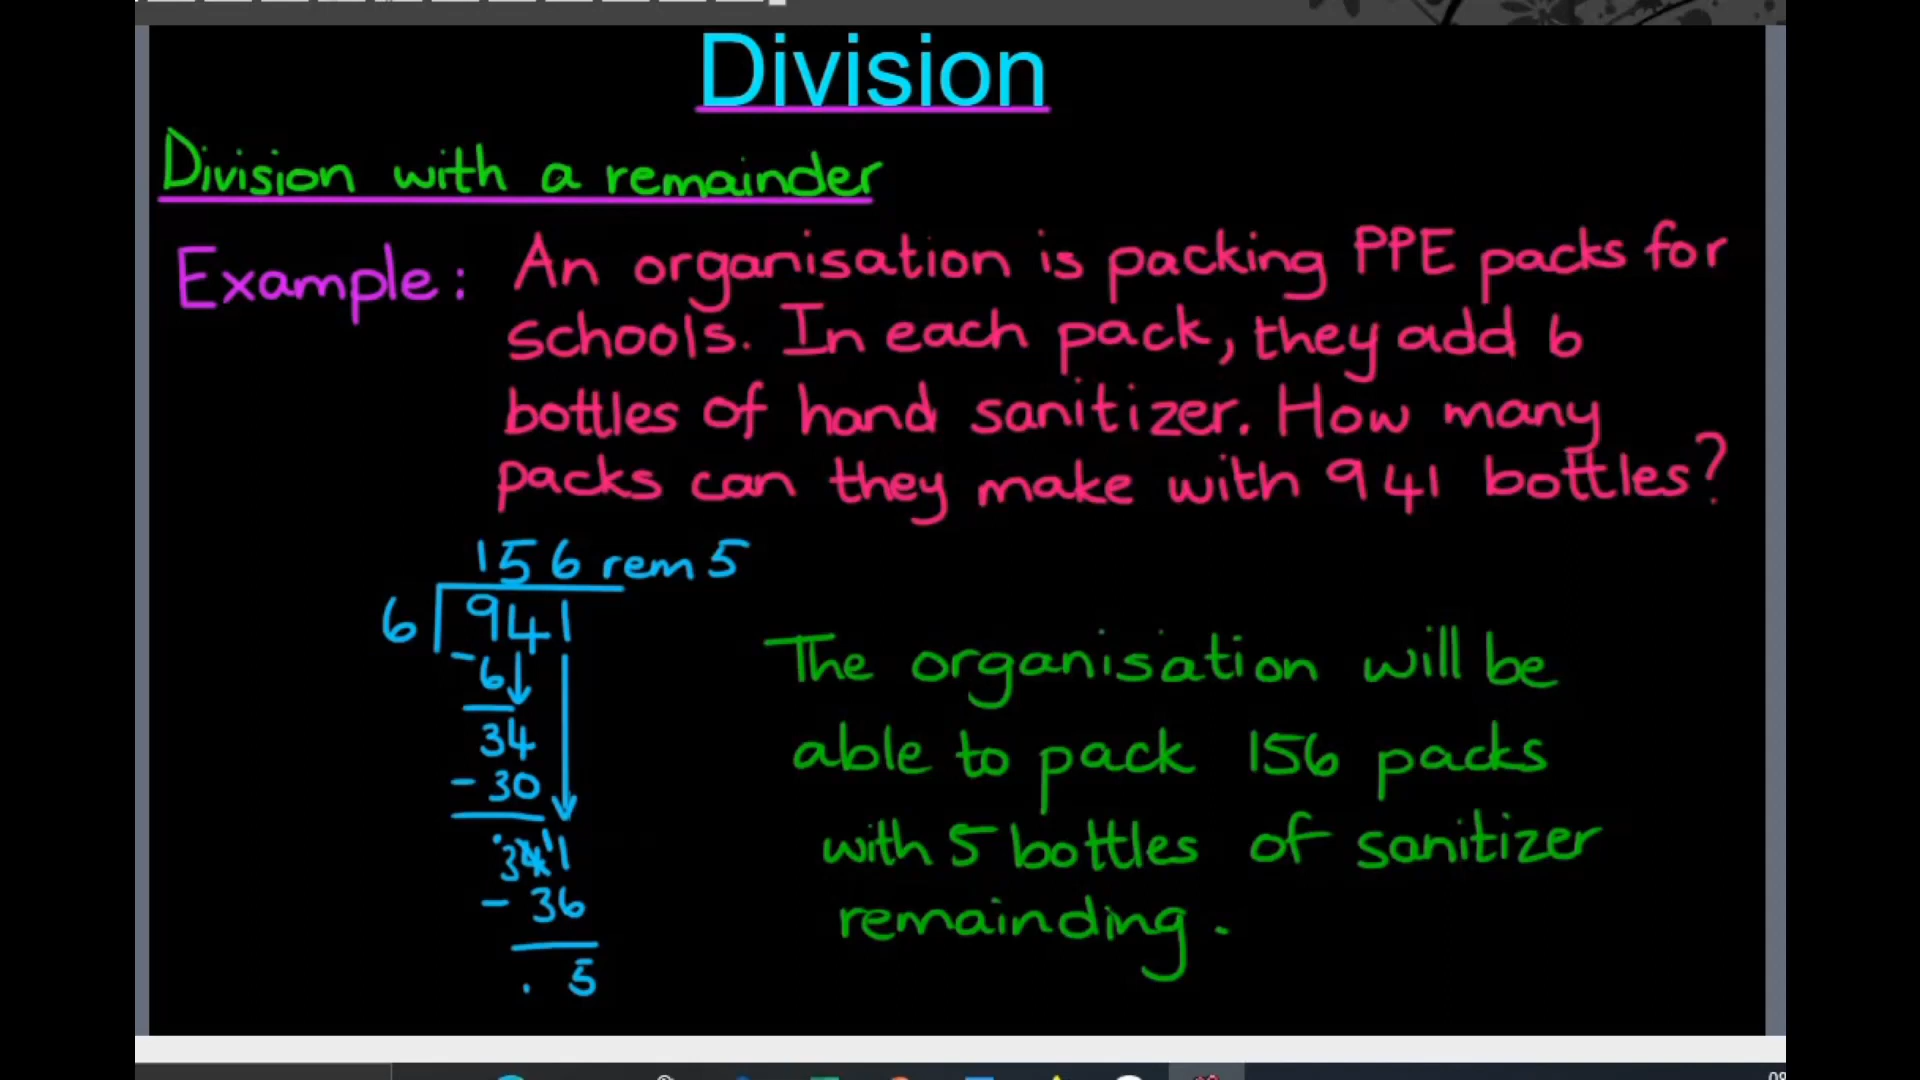 Division
Division with a remainder
Example: An organisation is packing PPE packs for
schools. In each pack, they add 6
bottles of hand sanitizer. How many
packs can they make with 941 bottles?
156 rem 5
6 941
-6
34
-30
341
-36
5
The organisation will be
able to pack 156 packs
with 5 bottles of sanitizer
remainding.